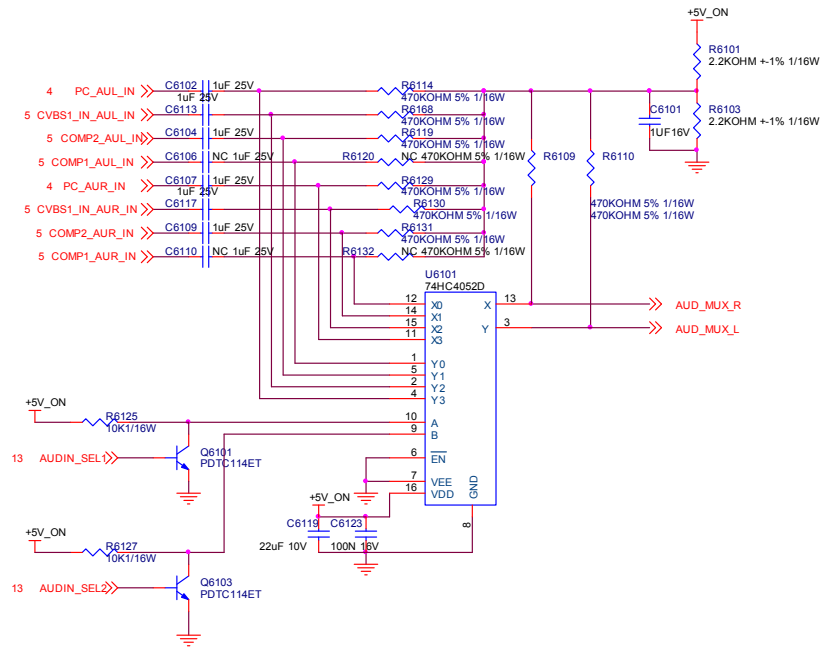 +5V_ON
R6101
2.2KOHM +-1% 1/16W
C6101
1UF16V
R6103
2.2KOHM +-1% 1/16W
4 PC_AUL_IN C6102 1uF 25V R6114 470KOHM 5% 1/16W
5 CVBS1_IN_AUL_IN C6113 1uF 25V R6168 470KOHM 5% 1/16W
5 COMP2_AUL_IN C6104 1uF 25V R6119 470KOHM 5% 1/16W
5 COMP1_AUL_IN C6106 NC 1uF 25V R6120 NC 470KOHM 5% 1/16W
4 PC_AUR_IN C6107 1uF 25V R6129 470KOHM 5% 1/16W
5 CVBS1_IN_AUR_IN C6117 1uF 25V R6130 470KOHM 5% 1/16W
5 COMP2_AUR_IN C6109 1uF 25V R6131 470KOHM 5% 1/16W
5 COMP1_AUR_IN C6110 NC 1uF 25V R6132 NC 470KOHM 5% 1/16W
R6109 R6110
470KOHM 5% 1/16W
470KOHM 5% 1/16W
U6101
74HC4052D
12 X0 X 13 AUD_MUX_R
14 X1
15 X2 Y 3 AUD_MUX_L
11 X3
1 Y0
5 Y1
2 Y2
4 Y3
10 A
9 B
6 EN
7 VEE
16 VDD
GND
8
+5V_ON
R6125
10K1/16W
Q6101
PDTC114ET
13 AUDIN_SEL1
+5V_ON
C6119 C6123
22uF 10V 100N 16V
+5V_ON
R6127
10K1/16W
Q6103
PDTC114ET
13 AUDIN_SEL2